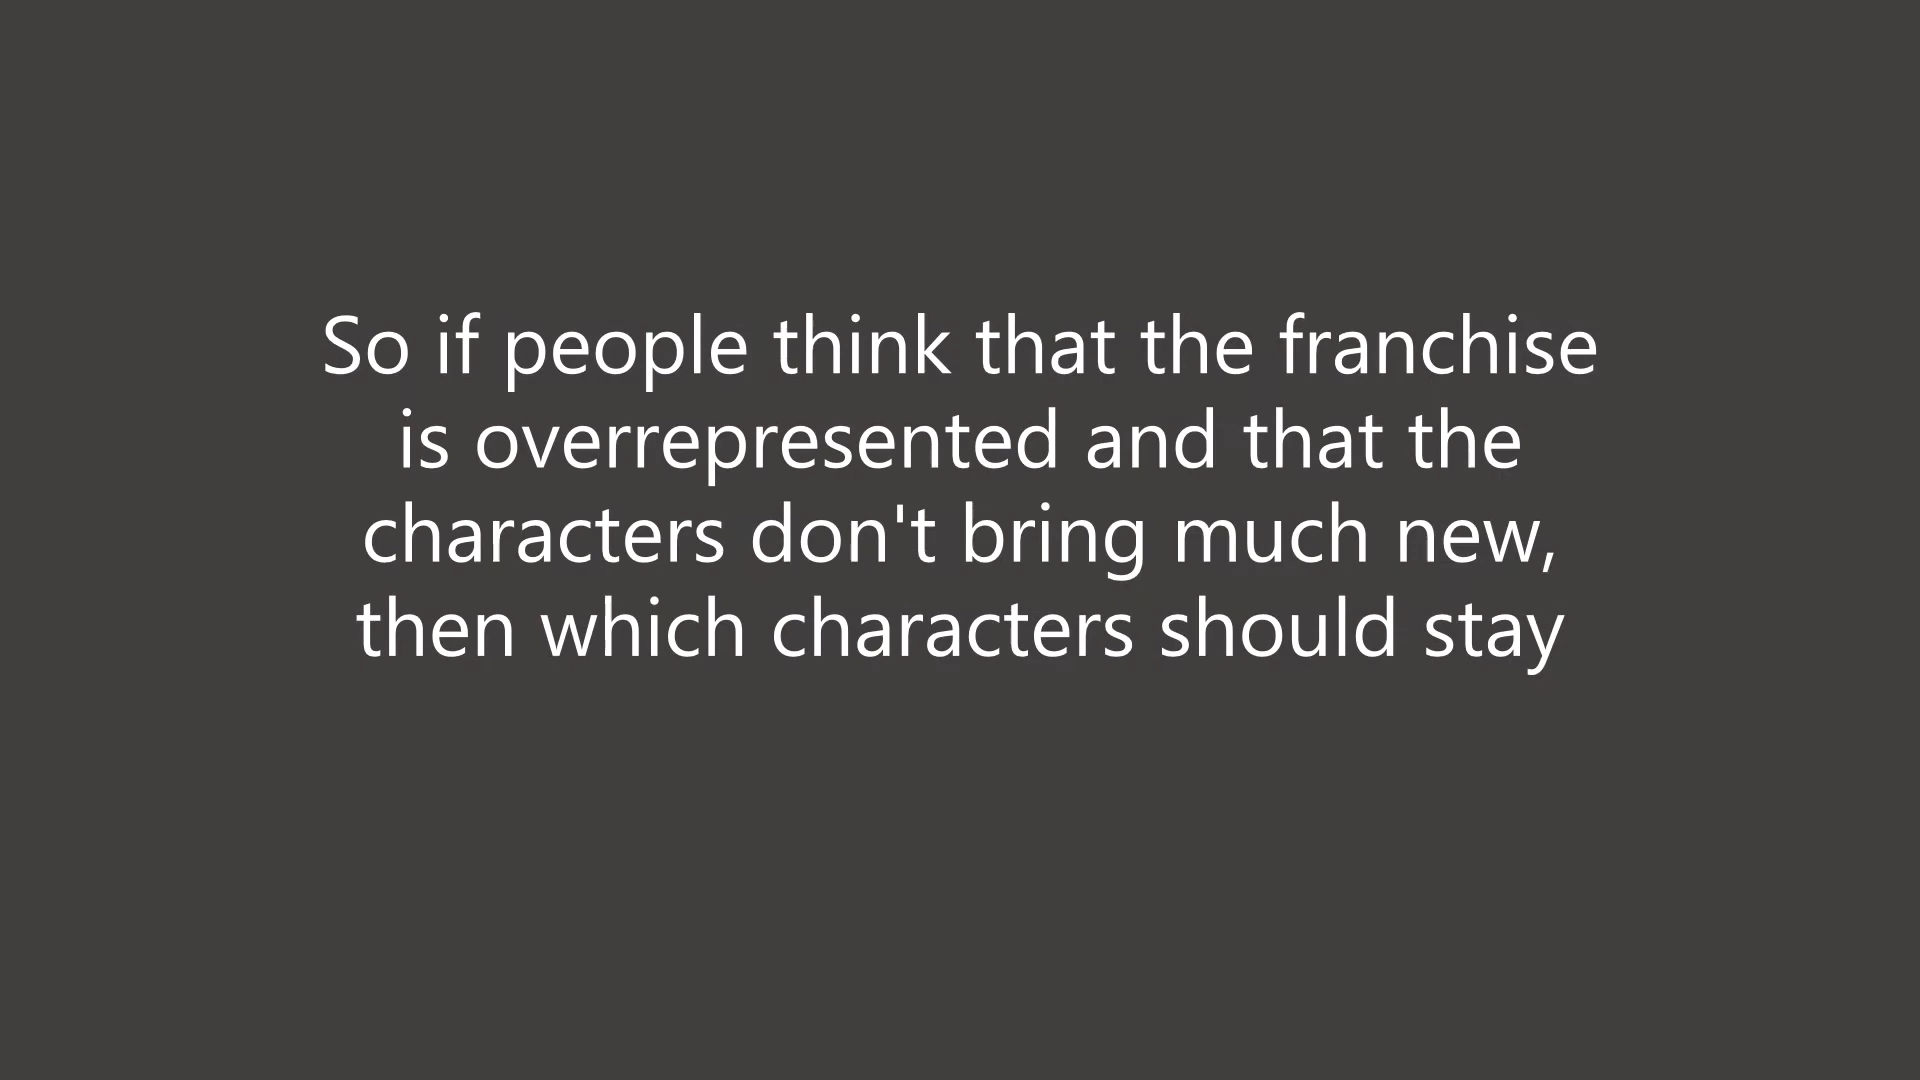 So if people think that the franchise
is overrepresented and that the
characters don't bring much new,
then which characters should stay